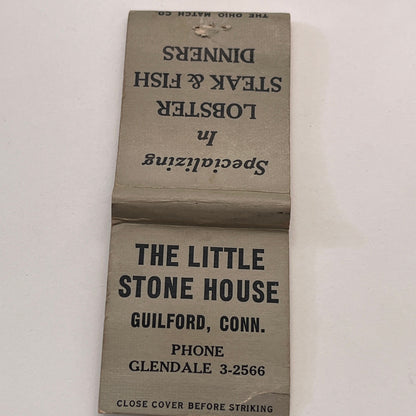 THE LITTLE
STONE HOUSE
GUILFORD, CONN.
PHONE
GLENDALE 3-2566
CLOSE COVER BEFORE STRIKING
Specializing
In
LOBSTER
STEAK & FISH
DINNERS
THE OHIO MATCH CO